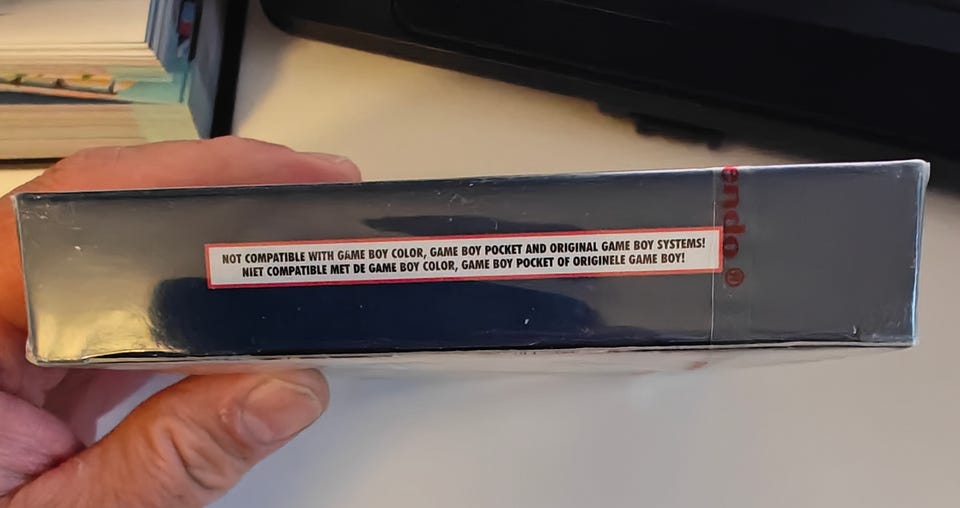 NOT COMPATIBLE WITH GAME BOY COLOR, GAME BOY POCKET AND ORIGINAL GAME BOY SYSTEMS!
NIET COMPATIBLE MET DE GAME BOY COLOR, GAME BOY POCKET OF ORIGINELE GAME BOY!
endo®